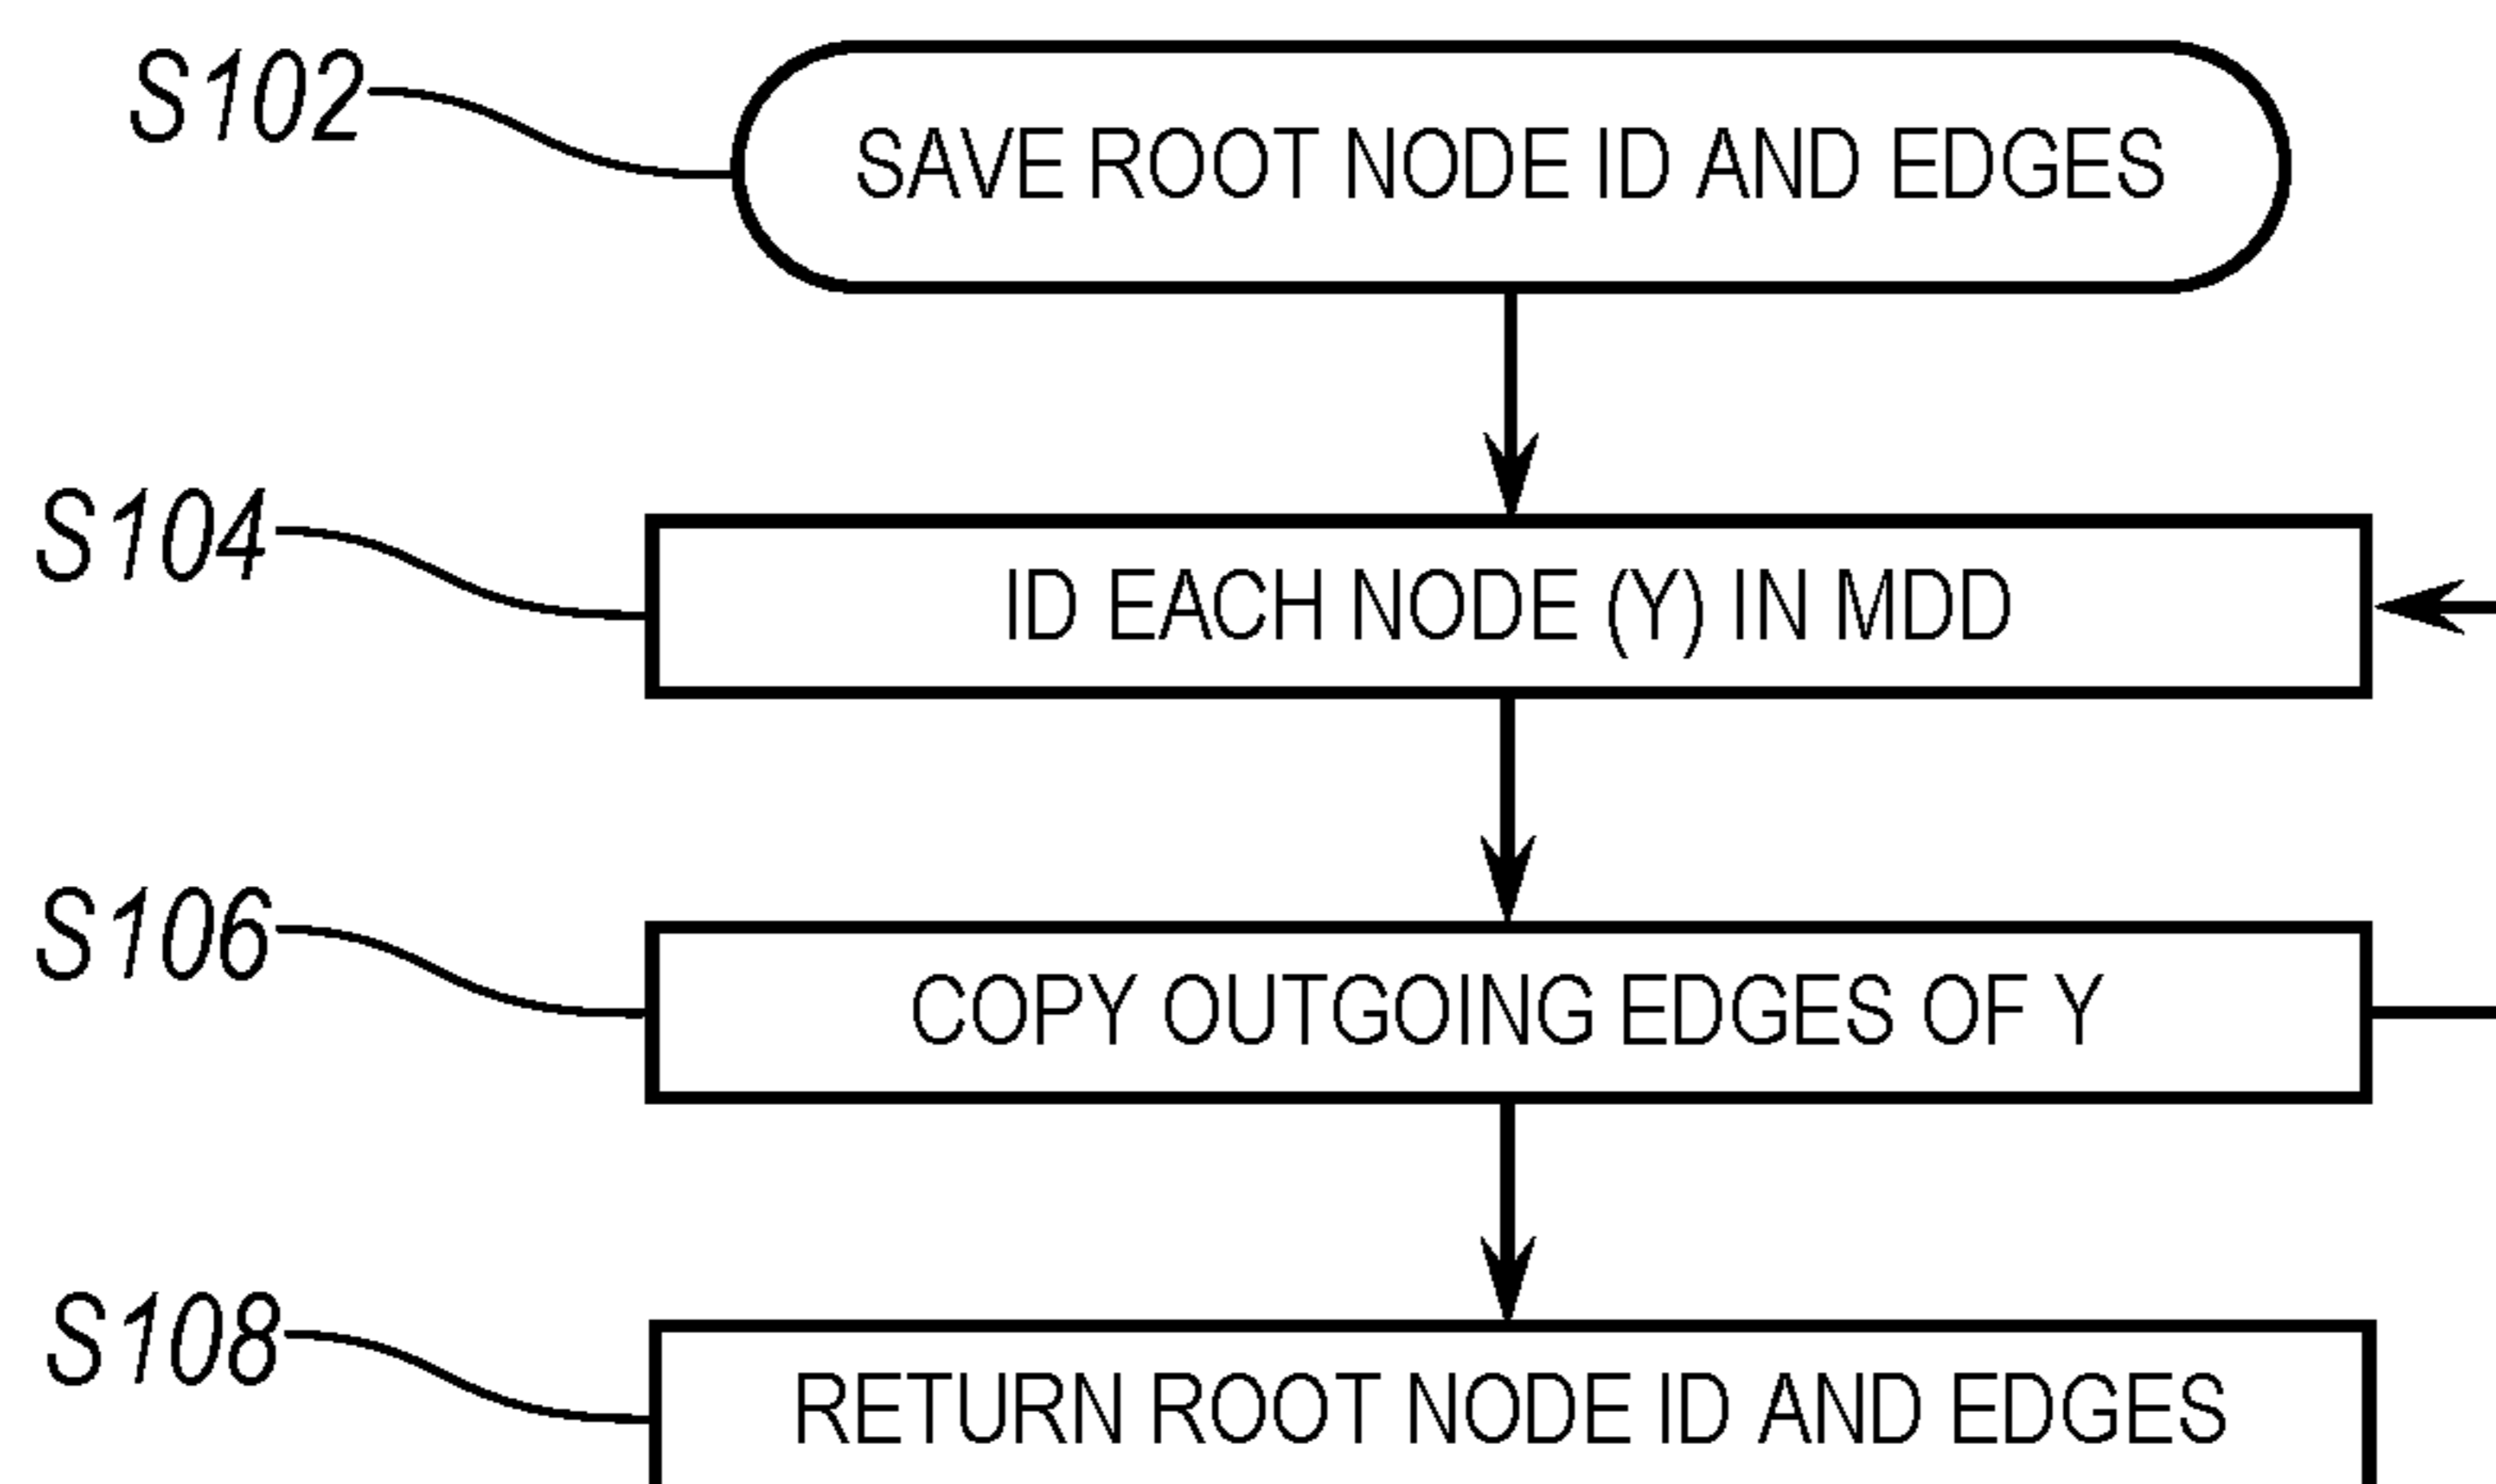 S102
SAVE ROOT NODE ID AND EDGES
S104
ID EACH NODE (Y) IN MDD
S106
COPY OUTGOING EDGES OF Y
S108
RETURN ROOT NODE ID AND EDGES